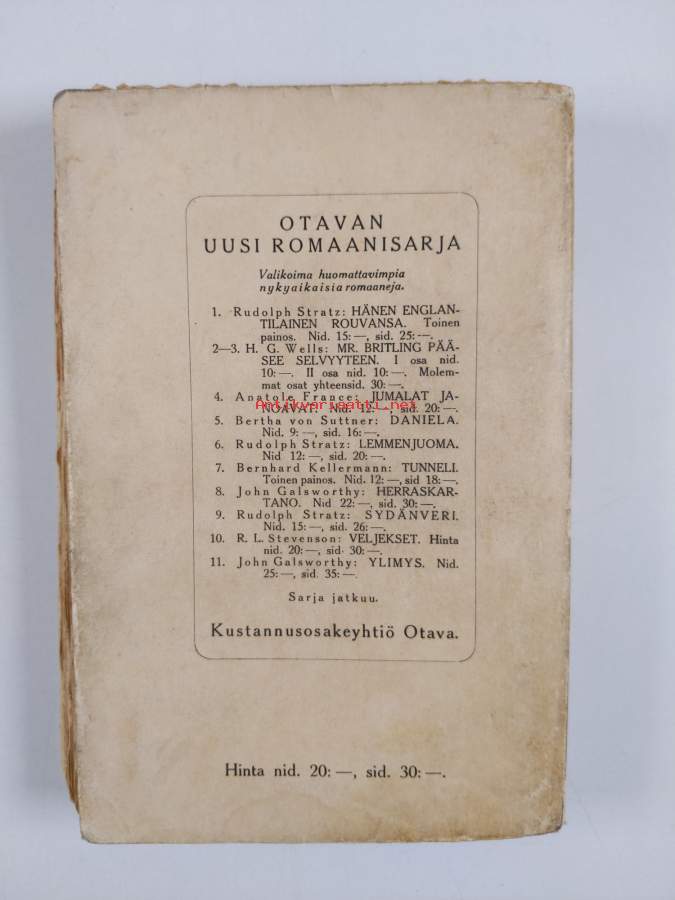 OTAVAN
UUSI ROMAANISARJA
Valikoima huomattavimpia
nykyaikaisia romaaneja.
1. Rudolph Stratz: HÄNEN ENGLAN-
TILAINEN ROUVANSA. Toinen
painos. Nid. 15: —, sid. 25: —.
2—3. H. G. Wells: MR. BRITLING PÄÄ-
SEE SELVYYTEEN. I osa nid.
10: —. II osa nid. 10: —. Molem-
mat osat yhteensid. 30: —.
4. Anatole France: JUMALAT JA-
NOAVAT. Nid. 12: —, sid. 20: —.
Antikvariaatti.net
5. Bertha von Suttner: DANIELA.
Nid. 9: —, sid. 16: —.
6. Rudolph Stratz: LEMMENJUOMA.
Nid 12: —, sid. 20: —.
7. Bernhard Kellermann: TUNNELI.
Toinen painos. Nid. 12: —, sid 18: —.
8. John Galsworthy: HERRASKAR-
TANO. Nid 22: —, sid. 30: —.
9. Rudolph Stratz: SYDÄNVERI.
Nid. 15: —, sid. 26: —.
10. R. L. Stevenson: VELJEKSET. Hinta
nid. 20: —, sid. 30: —.
11. John Galsworthy: YLIMYS. Nid.
25: —, sid. 35: —
Sarja jatkuu.
Kustannusosakeyhtiö Otava.
Hinta nid. 20: —, sid. 30: —.